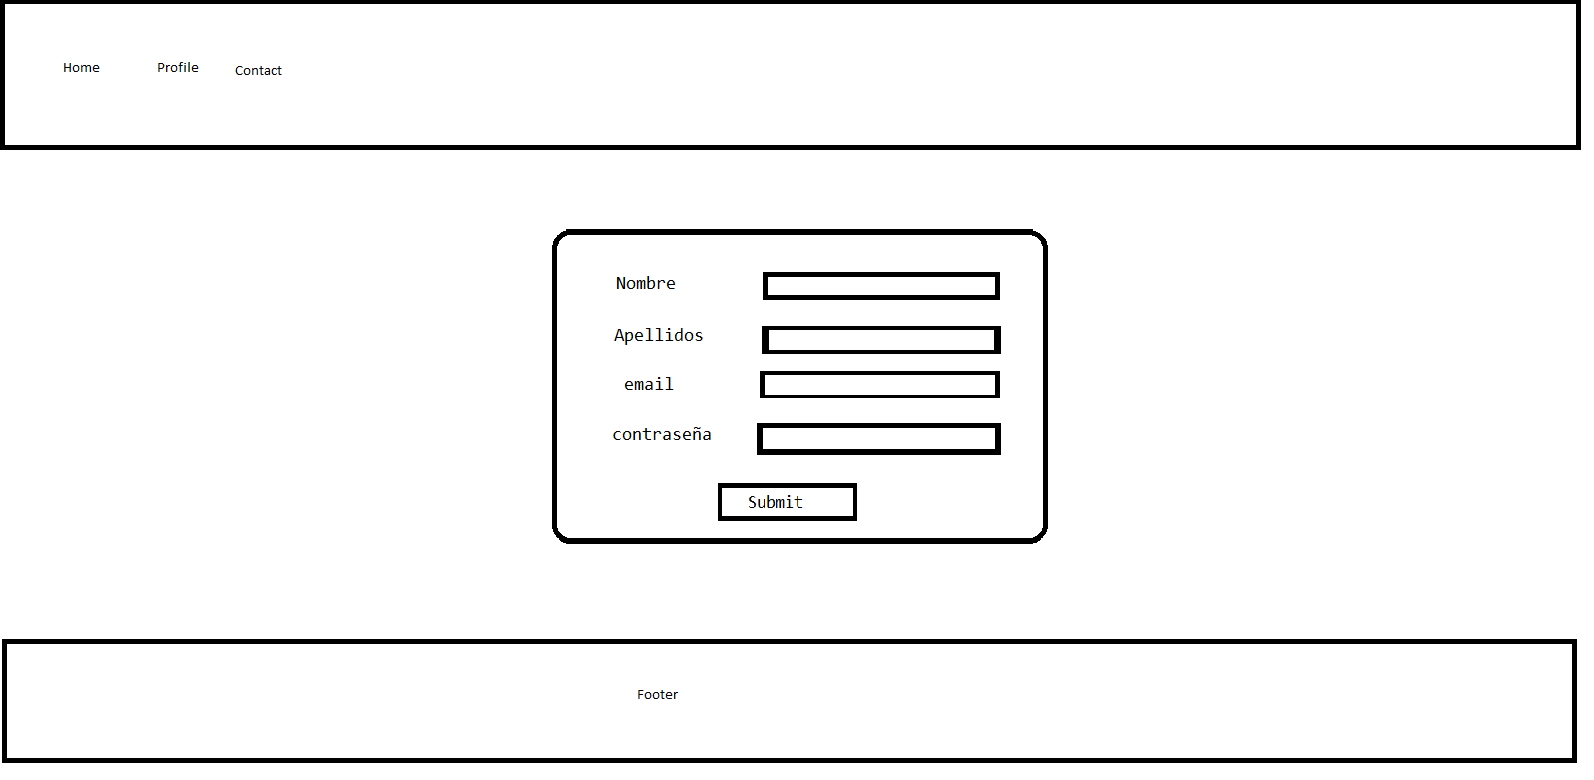 Home Profile Contact
Nombre
Apellidos
email
contraseña
Submit
Footer